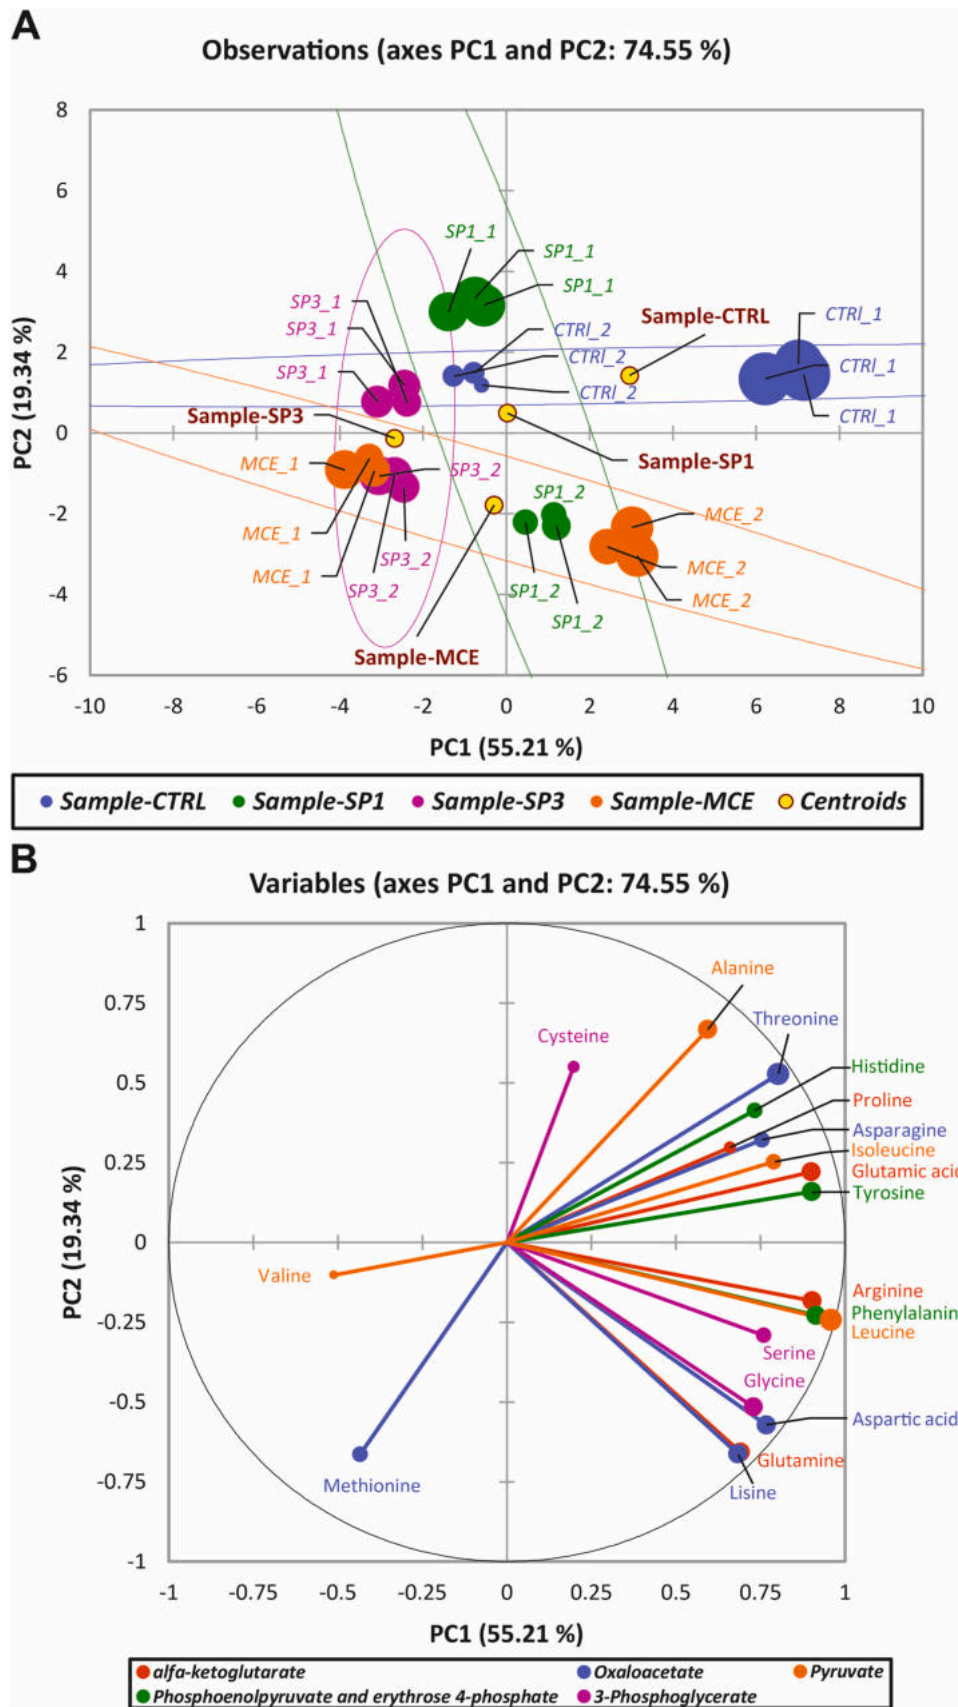 A
Observations (axes PC1 and PC2: 74.55 %)
8
6
4
2
0
-2
-4
-6
PC2 (19.34 %)
SP1_1
SP1_1
SP1_1
SP3_1
SP3_1
SP3_1
CTRl_2
CTRl_2
CTRl_2
Sample-CTRL
CTRl_1
CTRl_1
CTRl_1
Sample-SP3
Sample-SP1
MCE_1
MCE_1
MCE_1
SP3_2
SP3_2
SP3_2
SP1_2
SP1_2
SP1_2
MCE_2
MCE_2
MCE_2
Sample-MCE
-10 -8 -6 -4 -2 0 2 4 6 8 10
PC1 (55.21 %)
Sample-CTRL Sample-SP1 Sample-SP3 Sample-MCE Centroids
B
Variables (axes PC1 and PC2: 74.55 %)
1
0.75
0.5
0.25
0
-0.25
-0.5
-0.75
-1
PC2 (19.34 %)
Alanine
Threonine
Cysteine
Histidine
Proline
Asparagine
Isoleucine
Glutamic acid
Tyrosine
Valine
Arginine
Phenylalanin
Leucine
Serine
Glycine
Aspartic acid
Glutamine
Methionine
Lisine
-1 -0.75 -0.5 -0.25 0 0.25 0.5 0.75 1
PC1 (55.21 %)
alfa-ketoglutarate Oxaloacetate Pyruvate
Phosphoenolpyruvate and erythrose 4-phosphate 3-Phosphoglycerate